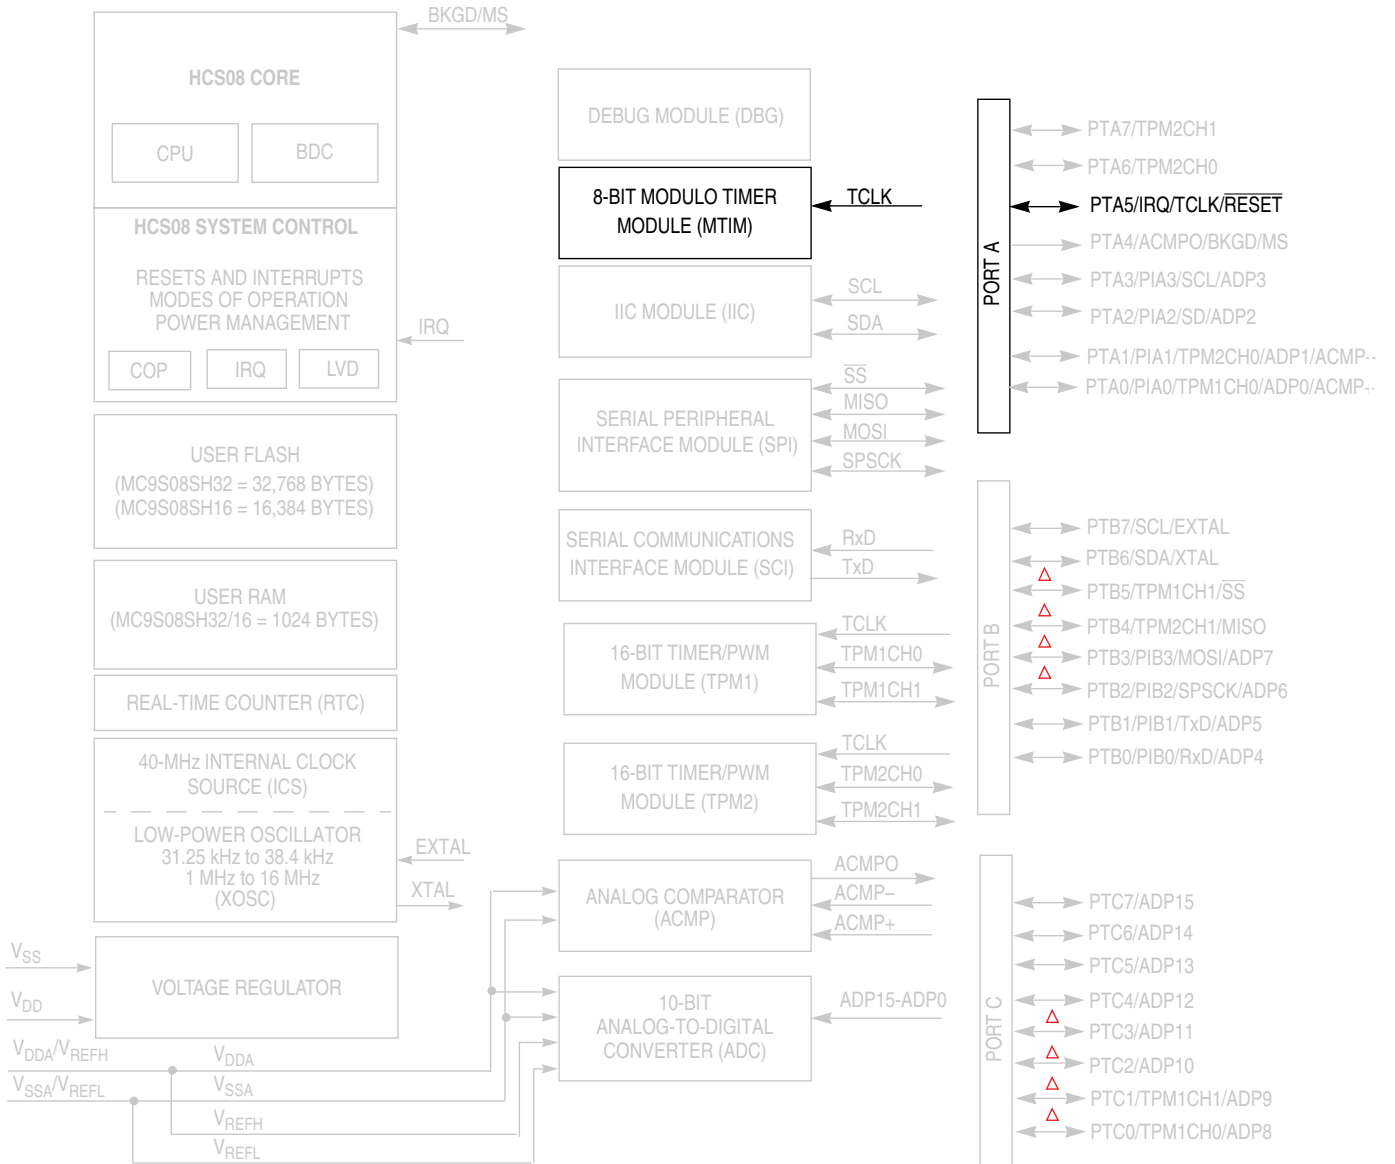 BKGD/MS
HCS08 CORE
CPU
BDC
HCS08 SYSTEM CONTROL
RESETS AND INTERRUPTS
MODES OF OPERATION
POWER MANAGEMENT
IRQ
COP
IRQ
LVD
USER FLASH
(MC9S08SH32 = 32,768 BYTES)
(MC9S08SH16 = 16,384 BYTES)
USER RAM
(MC9S08SH32/16 = 1024 BYTES)
REAL-TIME COUNTER (RTC)
40-MHz INTERNAL CLOCK
SOURCE (ICS)
LOW-POWER OSCILLATOR
31.25 kHz to 38.4 kHz
1 MHz to 16 MHz
(XOSC)
EXTAL
XTAL
VSS
VDD
VOLTAGE REGULATOR
VDDA/VREFH
VSSA/VREFL
VDDA
VSSA
VREFH
VREFL
DEBUG MODULE (DBG)
8-BIT MODULO TIMER
MODULE (MTIM)
TCLK
IIC MODULE (IIC)
SCL
SDA
SERIAL PERIPHERAL
INTERFACE MODULE (SPI)
SS
MISO
MOSI
SPSCK
SERIAL COMMUNICATIONS
INTERFACE MODULE (SCI)
RxD
TxD
16-BIT TIMER/PWM
MODULE (TPM1)
TCLK
TPM1CH0
TPM1CH1
16-BIT TIMER/PWM
MODULE (TPM2)
TCLK
TPM2CH0
TPM2CH1
ANALOG COMPARATOR
(ACMP)
ACMPO
ACMP–
ACMP+
10-BIT
ANALOG-TO-DIGITAL
CONVERTER (ADC)
ADP15-ADP0
PORT A
PTA7/TPM2CH1
PTA6/TPM2CH0
PTA5/IRQ/TCLK/RESET
PTA4/ACMPO/BKGD/MS
PTA3/PIA3/SCL/ADP3
PTA2/PIA2/SD/ADP2
PTA1/PIA1/TPM2CH0/ADP1/ACMP-
PTA0/PIA0/TPM1CH0/ADP0/ACMP-
PORT B
PTB7/SCL/EXTAL
PTB6/SDA/XTAL
PTB5/TPM1CH1/SS
PTB4/TPM2CH1/MISO
PTB3/PIB3/MOSI/ADP7
PTB2/PIB2/SPSCK/ADP6
PTB1/PIB1/TxD/ADP5
PTB0/PIB0/RxD/ADP4
PORT C
PTC7/ADP15
PTC6/ADP14
PTC5/ADP13
PTC4/ADP12
PTC3/ADP11
PTC2/ADP10
PTC1/TPM1CH1/ADP9
PTC0/TPM1CH0/ADP8